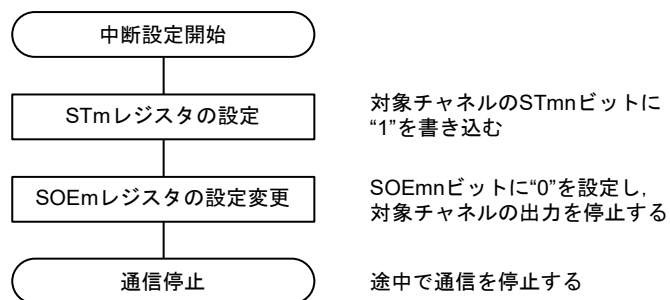 中断設定開始
STmレジスタの設定
対象チャネルのSTmnビットに
“1”を書き込む
SOEmレジスタの設定変更
SOEmnビットに“0”を設定し,
対象チャネルの出力を停止する
通信停止
途中で通信を停止する